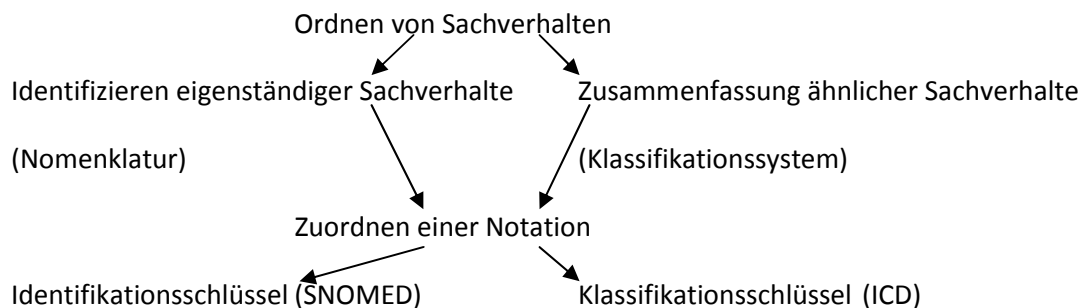 Ordnen von Sachverhalten
Identifizieren eigenständiger Sachverhalte Zusammenfassung ähnlicher Sachverhalte
(Nomenklatur) (Klassifikationssystem)
Zuordnen einer Notation
Identifikationsschlüssel (SNOMED) Klassifikationsschlüssel (ICD)